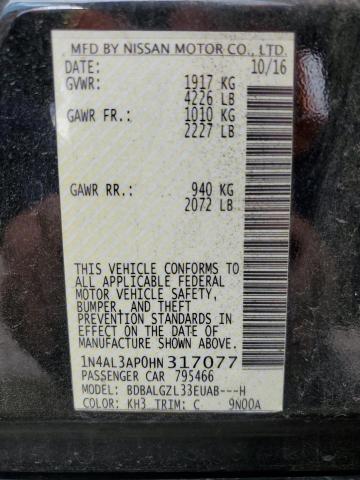 MFD BY NISSAN MOTOR CO., LTD.
DATE: 10/16
GVWR: 1917 KG
4226 LB
GAWR FR.: 1010 KG
2227 LB
GAWR RR.: 940 KG
2072 LB
THIS VEHICLE CONFORMS TO
ALL APPLICABLE FEDERAL
MOTOR VEHICLE SAFETY,
BUMPER, AND THEFT
PREVENTION STANDARDS
IN EFFECT ON THE DATE OF
MANUFACTURE SHOWN ABOVE.
1N4AL3AP0HN317077
PASSENGER CAR 795466
MODEL: BDBALGZL33EUAB---H
COLOR: KH3 TRIM: C 9N00A